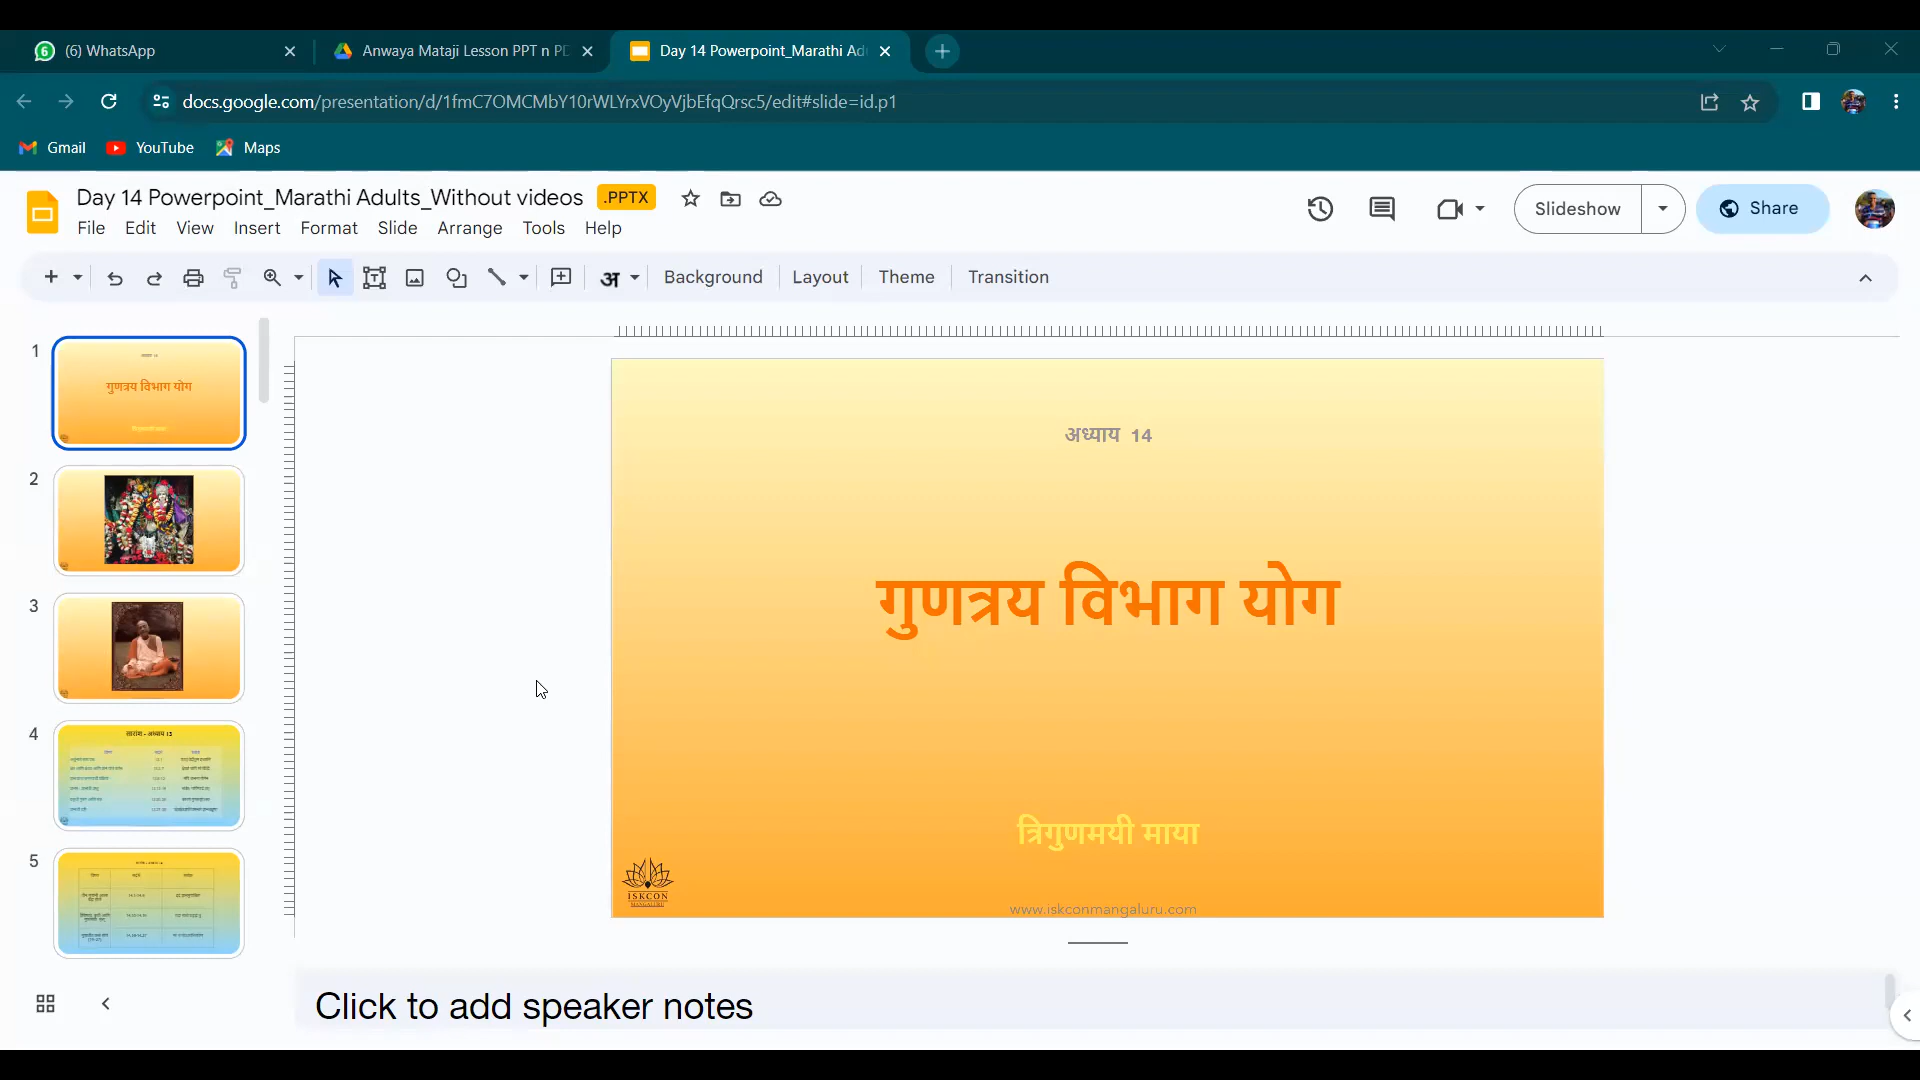 (6) WhatsApp
Anwaya Mataji Lesson PPT n PD
Day 14 Powerpoint_Marathi Ad
docs.google.com/presentation/d/1fmC7OMCMbY10rWLYrxVOyVjbEfqQrsc5/edit#slide=id.p1
Gmail YouTube Maps
Day 14 Powerpoint_Marathi Adults_Without videos .PPTX
File Edit View Insert Format Slide Arrange Tools Help
Slideshow
Share
अ Background Layout Theme Transition
1
गुणत्रय विभाग योग
2
3
4
सारांश - अध्याय 13
5
अध्याय 14
गुणत्रय विभाग योग
त्रिगुणमयी माया
ISKCON
MANGALURU
www.iskconmangaluru.com
Click to add speaker notes